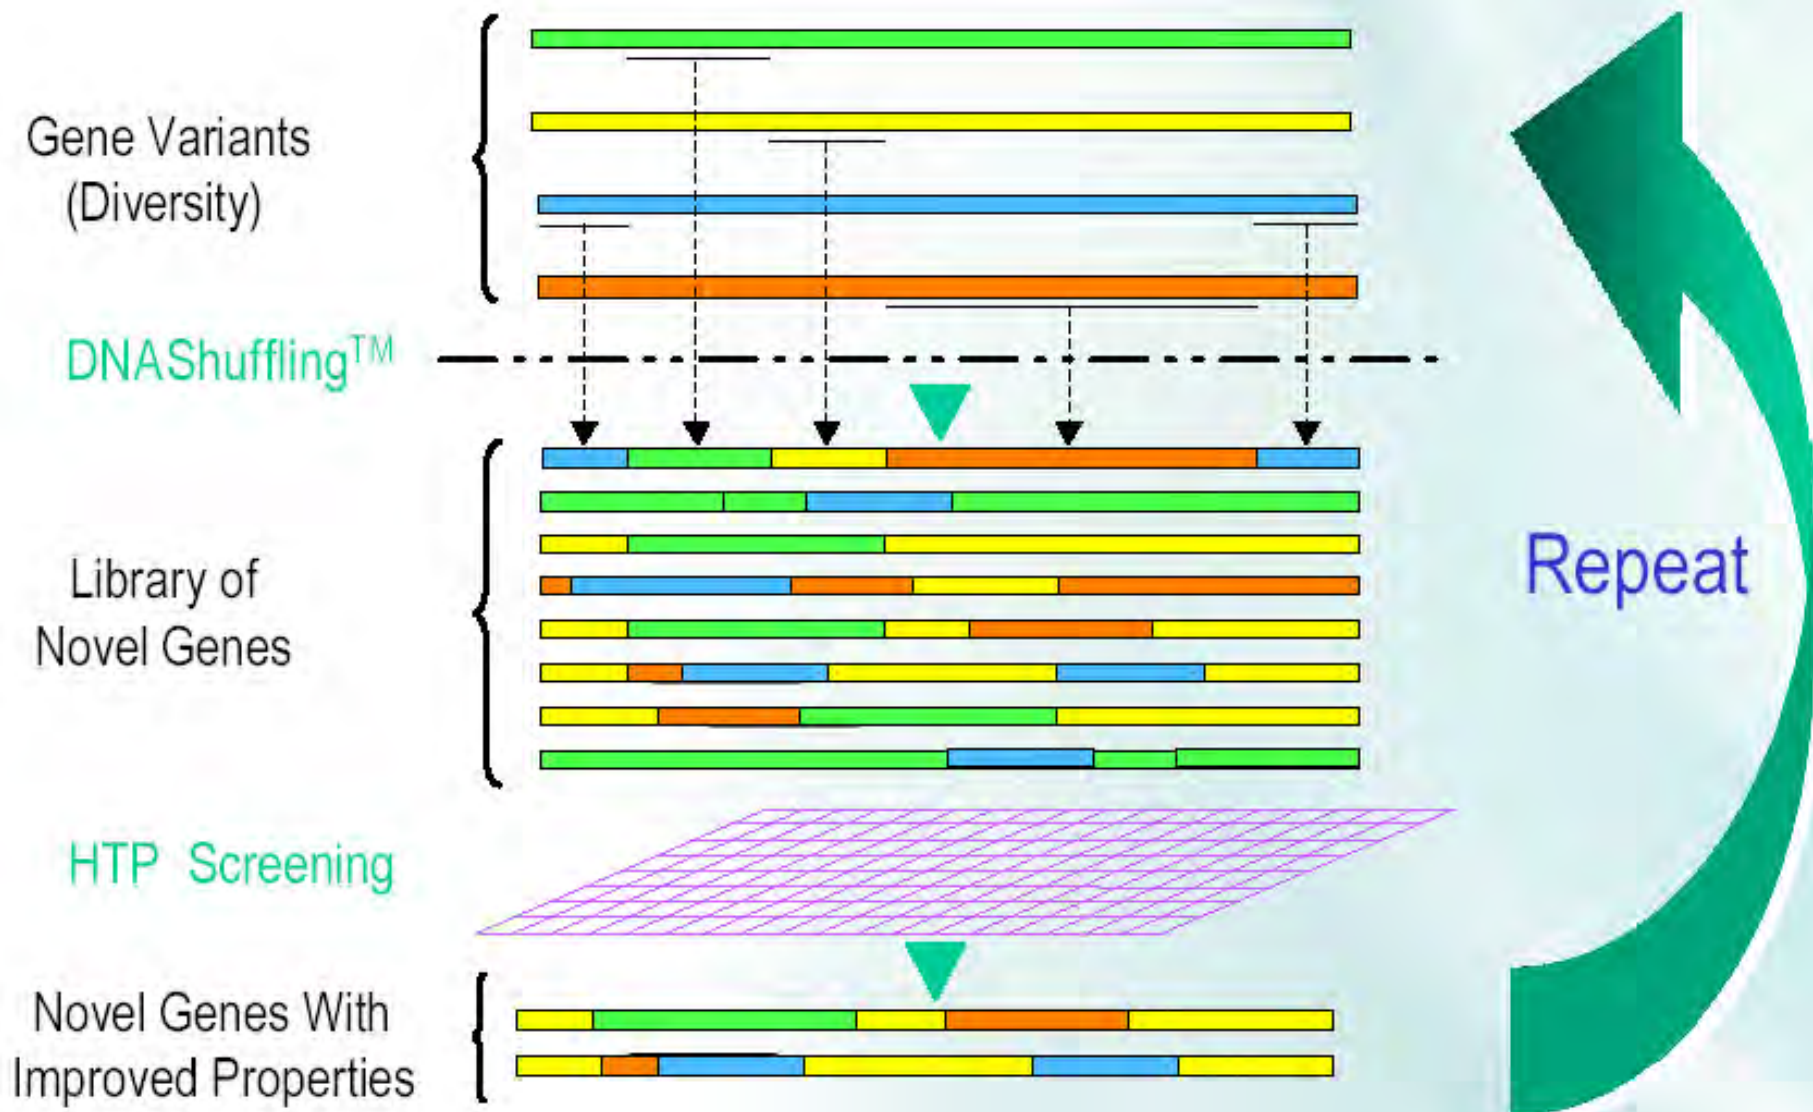 Gene Variants
(Diversity)
DNAShuffling™
Library of
Novel Genes
Repeat
HTP Screening
Novel Genes With
Improved Properties